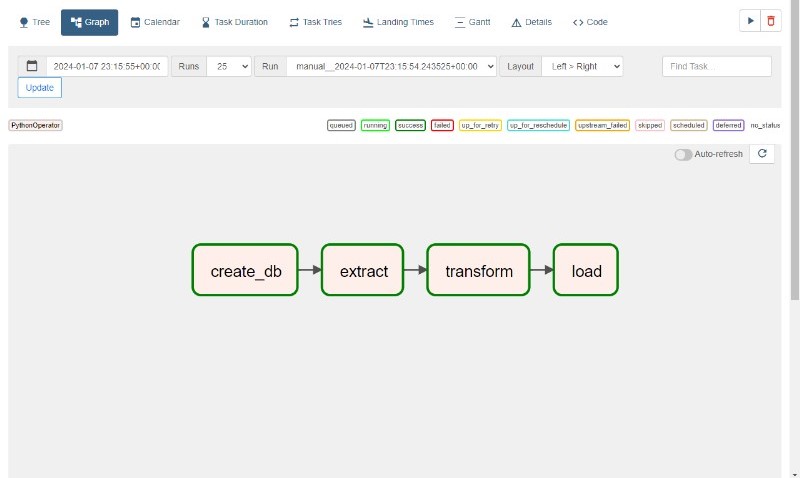 Tree Graph Calendar Task Duration Task Tries Landing Times Gantt Details Code
2024-01-07 23:15:55+00:00 Runs 25 Run manual__2024-01-07T23:15:54.243525+00:00 Layout Left > Right Find Task...
Update
PythonOperator queued running success failed up_for_retry up_for_reschedule upstream_failed skipped scheduled deferred no_status
Auto-refresh
create_db extract transform load